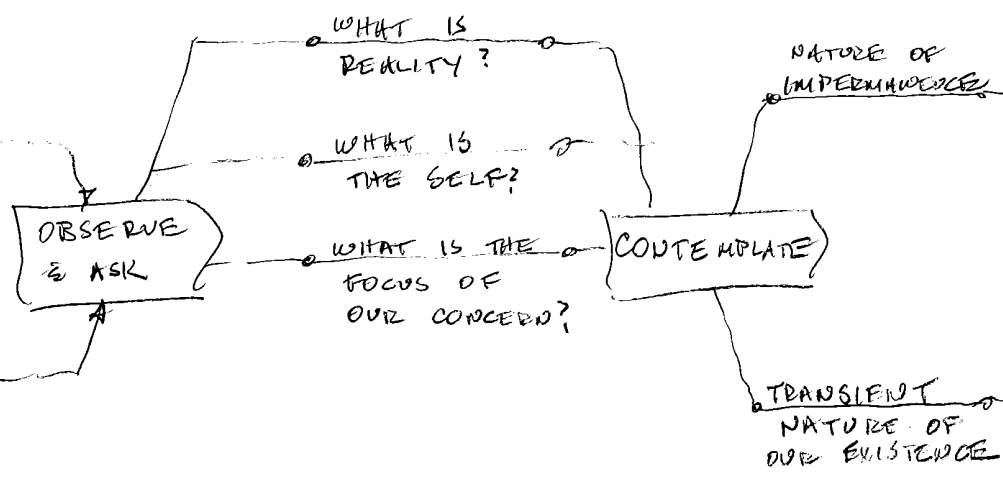 WHAT IS
REALITY?
NATURE OF
IMPERMANENCE
WHAT IS
THE SELF?
OBSERVE
& ASK
WHAT IS THE
FOCUS OF
OUR CONCERN?
CONTEMPLATE
TRANSIENT
NATURE OF
OUR EXISTENCE